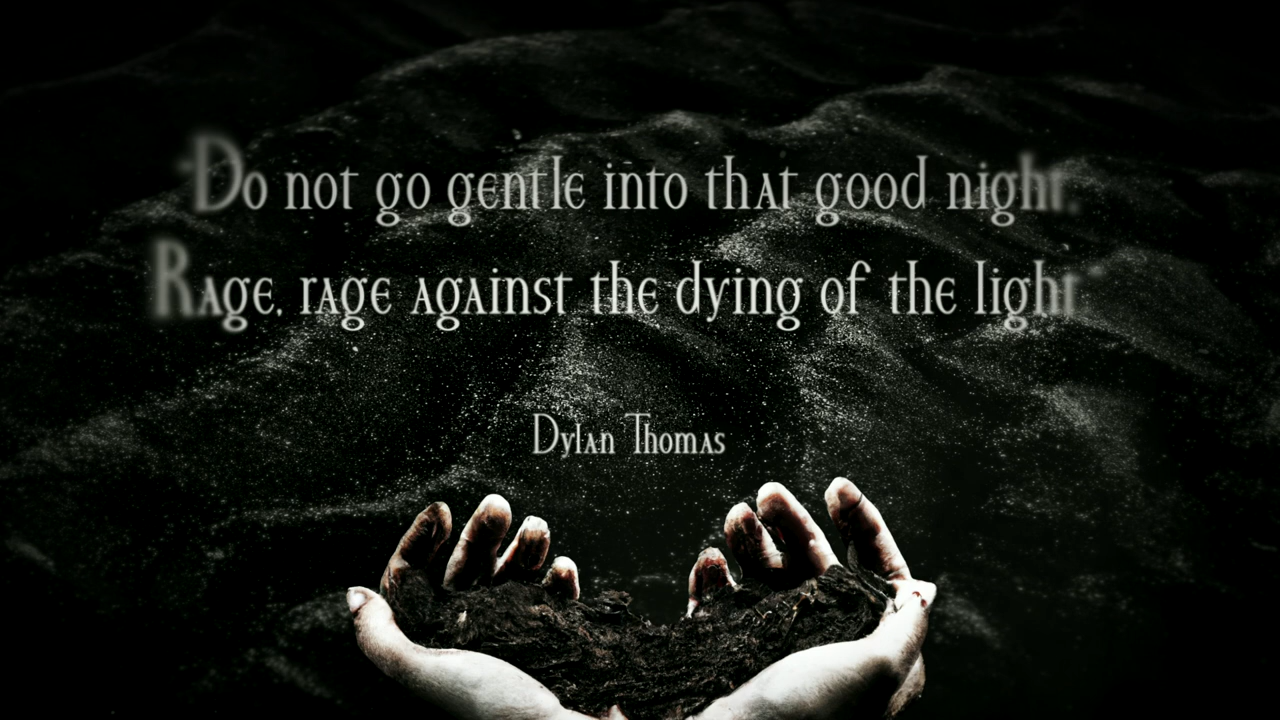 "Do not go gentle into that good night.
Rage, rage against the dying of the light"
Dylan Thomas